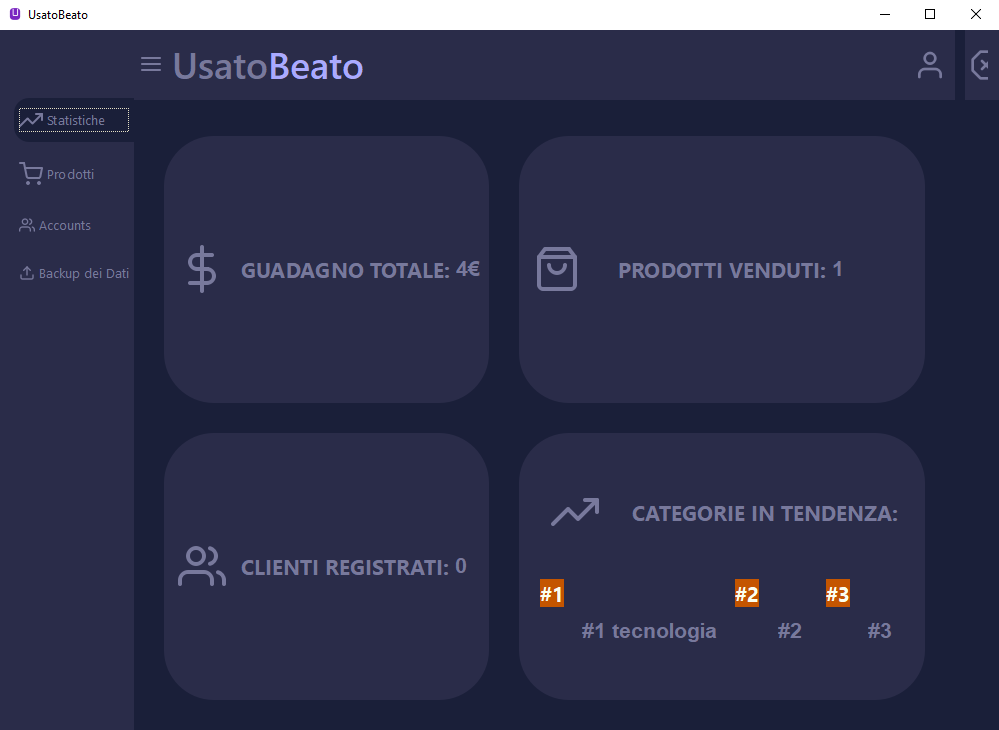 UsatoBeato
UsatoBeato
Statistiche
Prodotti
Accounts
Backup dei Dati
GUADAGNO TOTALE: 4€
PRODOTTI VENDUTI: 1
CLIENTI REGISTRATI: 0
CATEGORIE IN TENDENZA:
#1 #2 #3
#1 tecnologia #2 #3